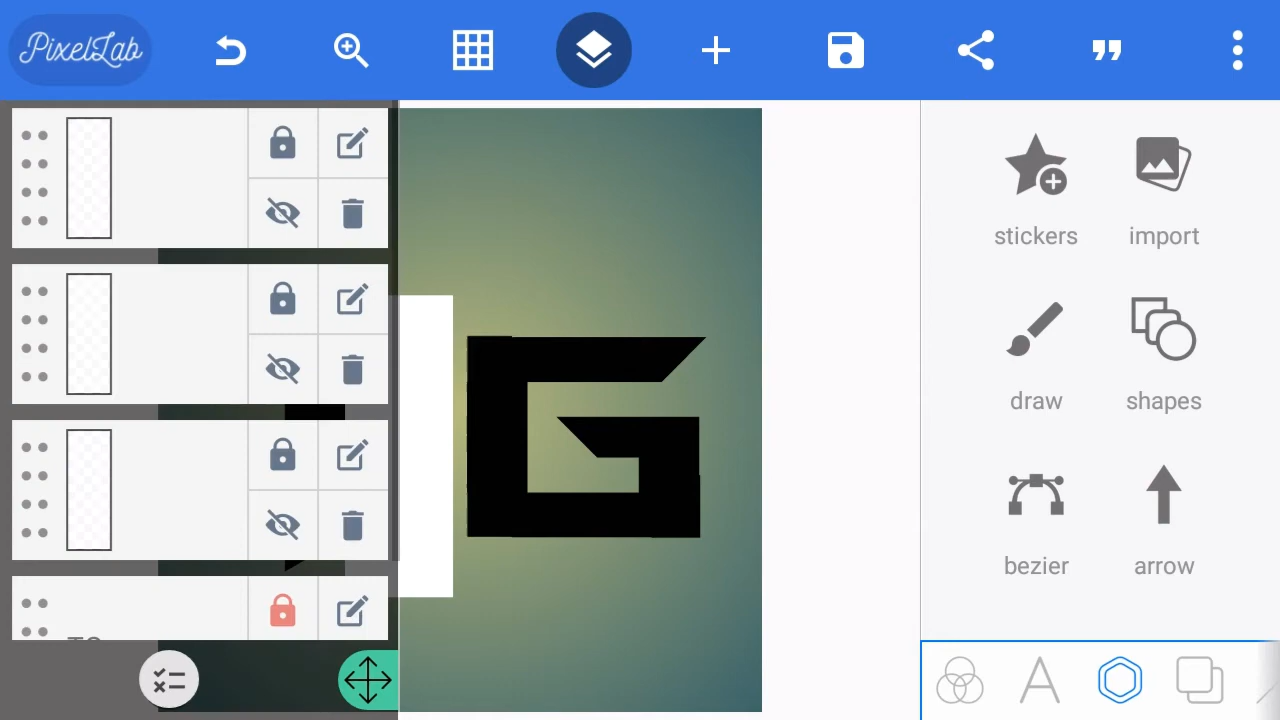 PixelLab
stickers
import
draw
shapes
bezier
arrow
G